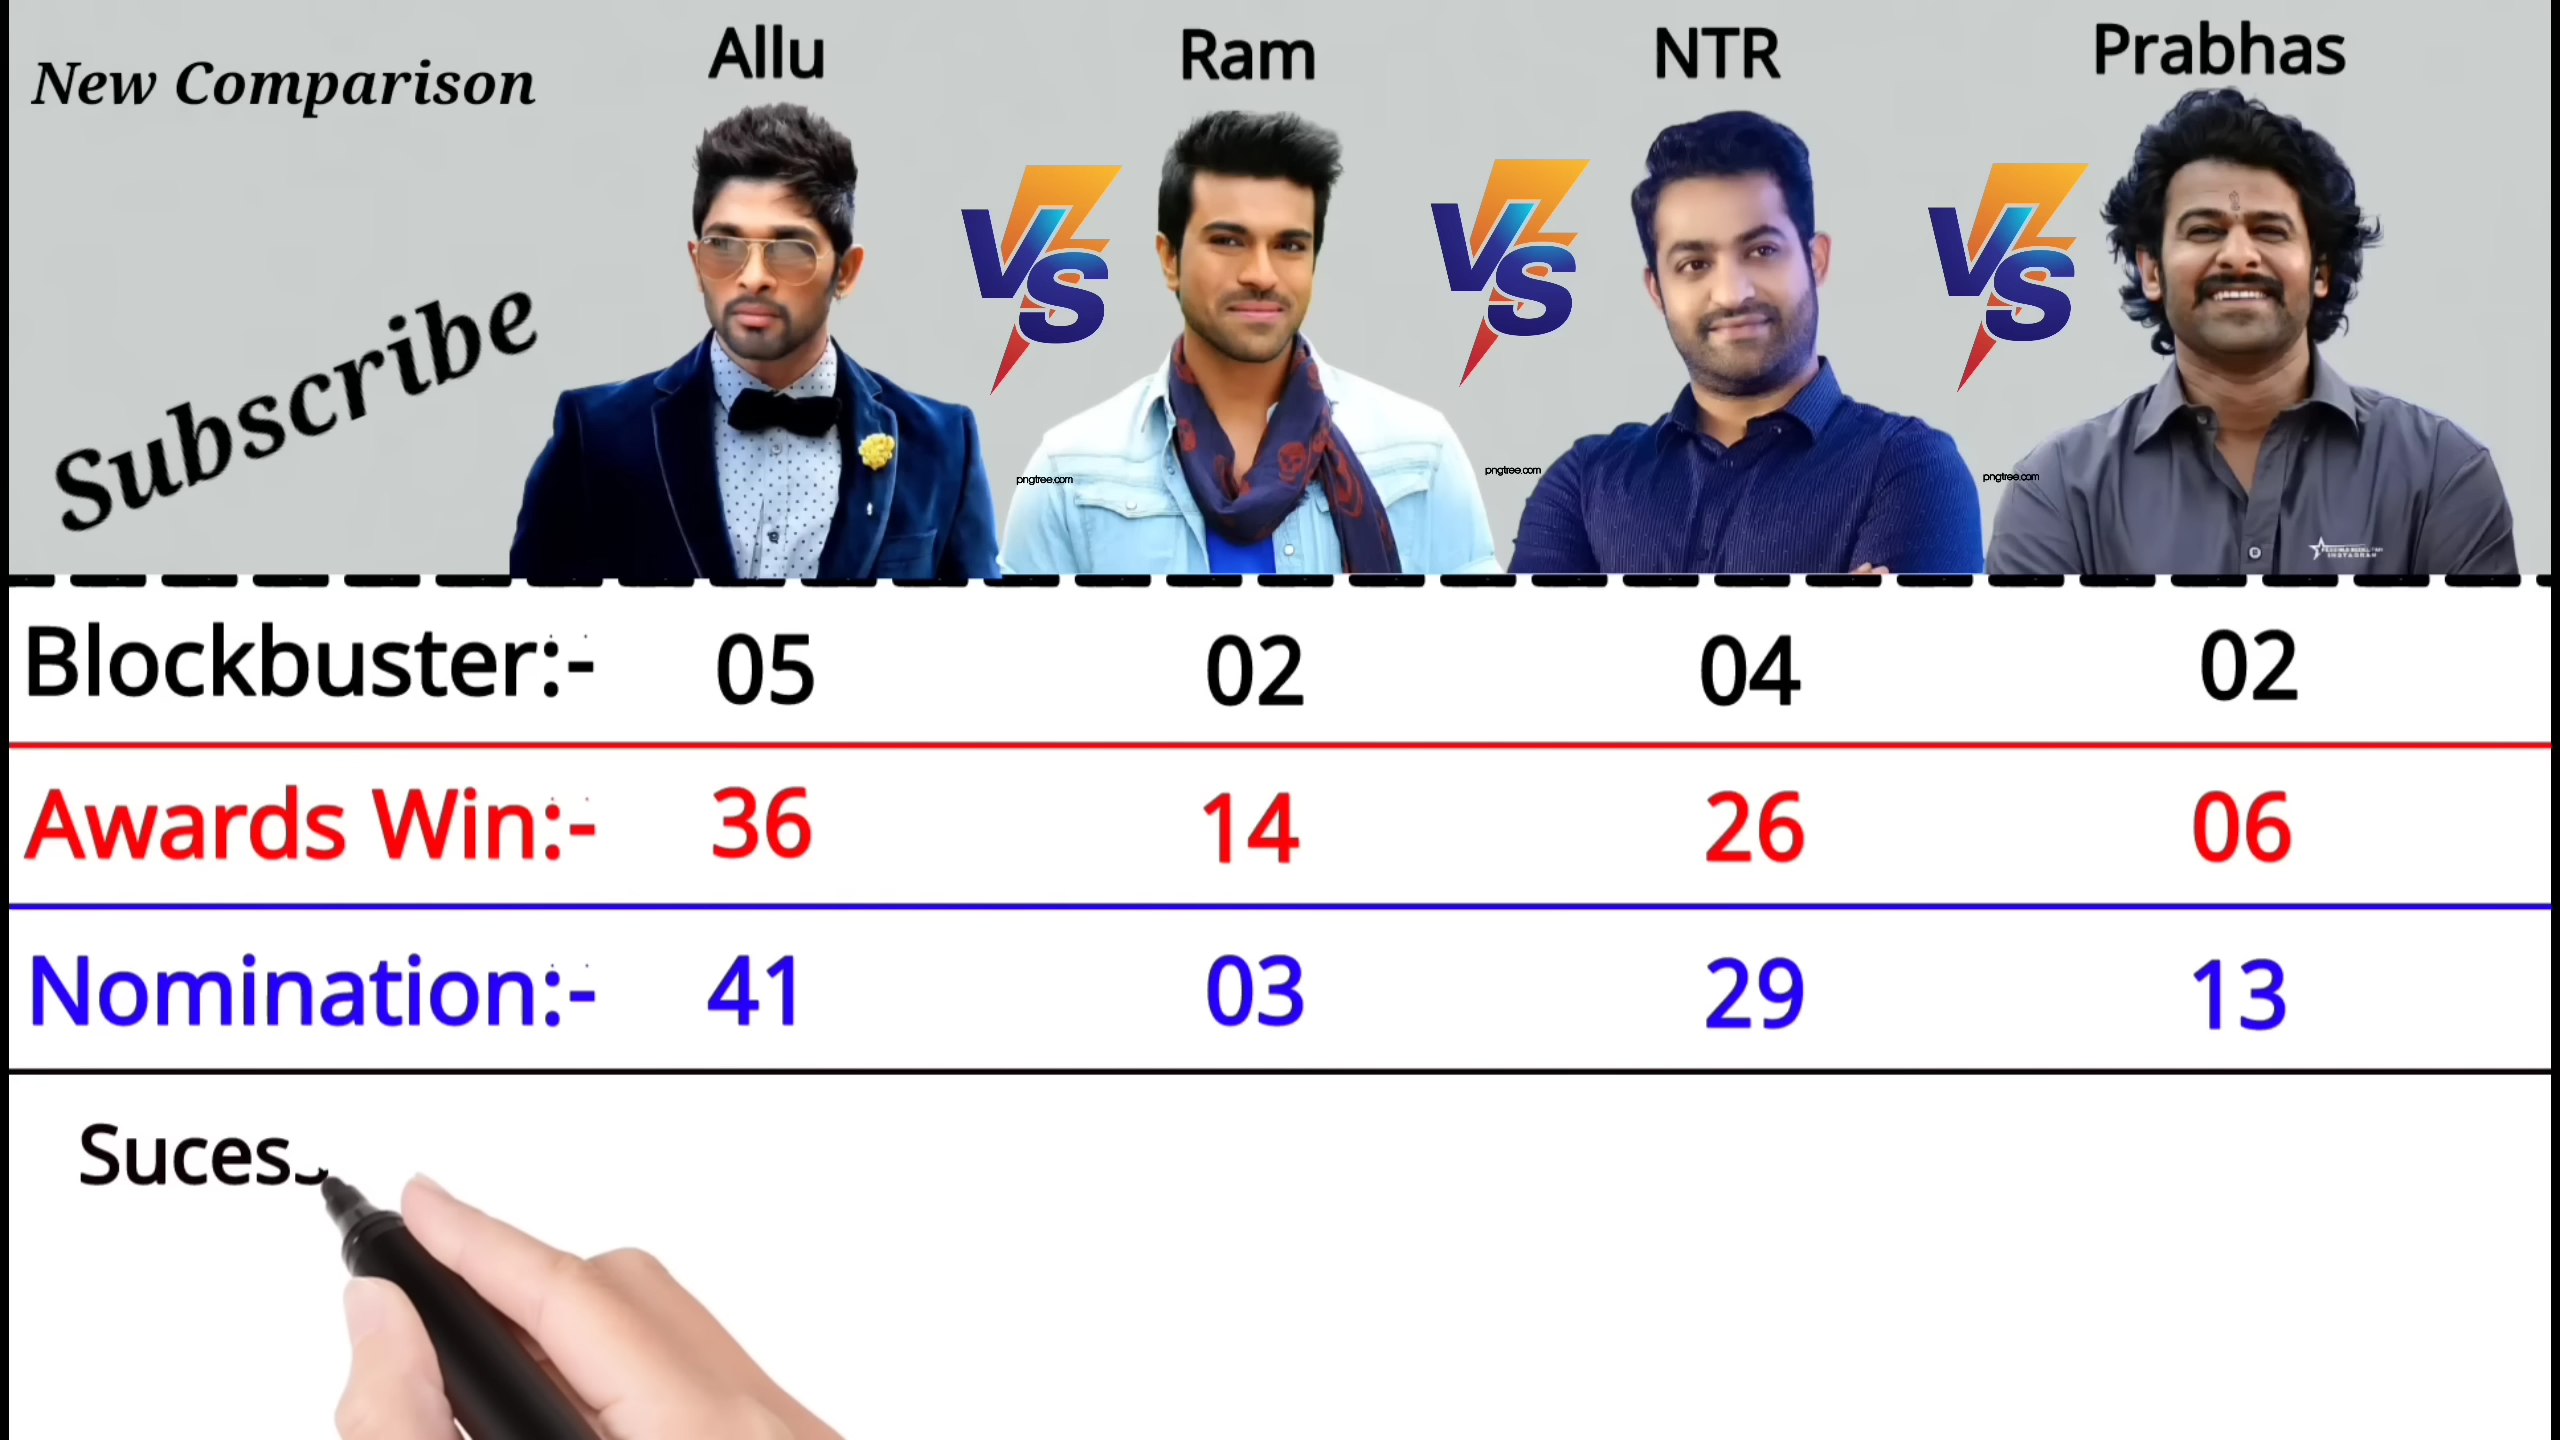 New Comparison
Allu
Ram
NTR
Prabhas
Subscribe
VS
VS
VS
pngtree.com
pngtree.com
pngtree.com
Blockbuster:- 05 02 04 02
Awards Win:- 36 14 26 06
Nomination:- 41 03 29 13
Suces